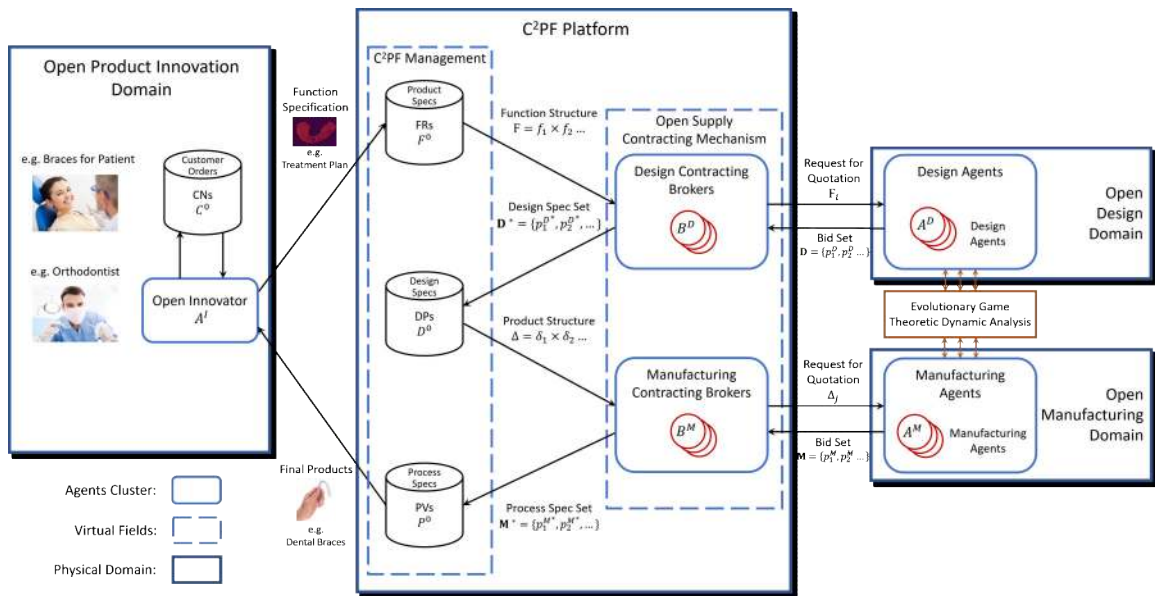 Open Product Innovation
Domain
e.g. Braces for Patient
Customer
Orders
CNs
C⁰
e.g. Orthodontist
Open Innovator
Aᴵ
Agents Cluster:
Virtual Fields:
Physical Domain:
Function
Specification
e.g.
Treatment Plan
Final Products
e.g.
Dental Braces
C²PF Platform
C²PF Management
Product
Specs
FRs
F⁰
Design
Specs
DPs
D⁰
Process
Specs
PVs
P⁰
Function Structure
F = f₁ × f₂ ...
Design Spec Set
D * = {p₁ᴰ*, p₂ᴰ*, ...}
Product Structure
Δ = δ₁ × δ₂ ...
Process Spec Set
M * = {p₁ᴹ*, p₂ᴹ*, ...}
Open Supply
Contracting Mechanism
Design Contracting
Brokers
Bᴰ
Manufacturing
Contracting Brokers
Bᴹ
Request for
Quotation
Fᵢ
Bid Set
D = {p₁ᴰ, p₂ᴰ ...}
Request for
Quotation
Δⱼ
Bid Set
M = {p₁ᴹ, p₂ᴹ ...}
Design Agents
Aᴰ
Design
Agents
Open
Design
Domain
Evolutionary Game
Theoretic Dynamic Analysis
Manufacturing
Agents
Aᴹ
Manufacturing
Agents
Open
Manufacturing
Domain